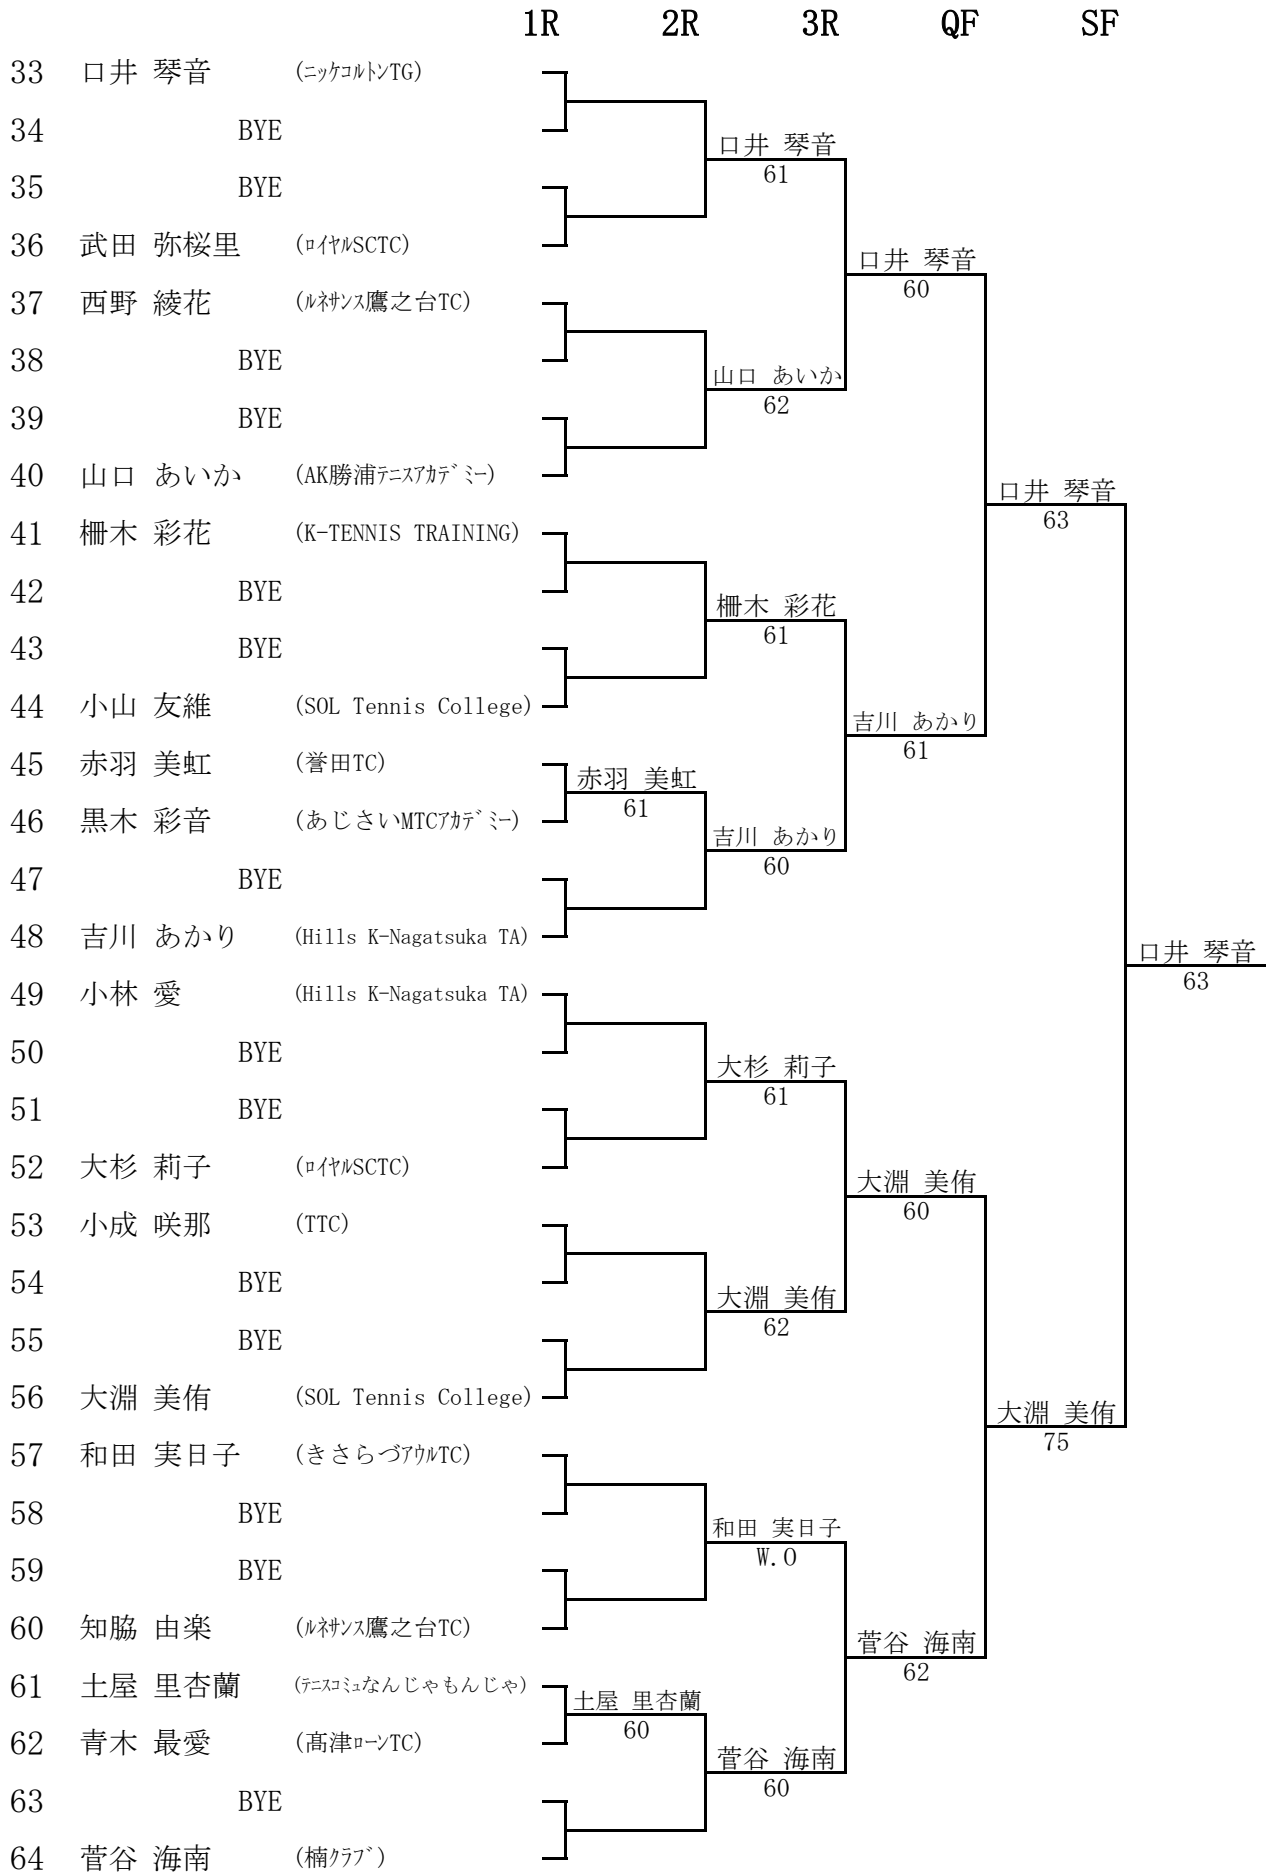 1R 2R 3R QF SF
33 口井 琴音 (ﾆｯｹｺﾙﾄﾝTG)
34 BYE
口井 琴音
61
35 BYE
36 武田 弥桜里 (ﾛｲﾔﾙSCTC)
口井 琴音
60
37 西野 綾花 (ﾙﾈｻﾝｽ鷹之台TC)
38 BYE
山口 あいか
62
39 BYE
40 山口 あいか (AK勝浦ﾃﾆｽｱｶﾃﾞﾐｰ)
口井 琴音
63
41 柵木 彩花 (K-TENNIS TRAINING)
42 BYE
柵木 彩花
61
43 BYE
44 小山 友維 (SOL Tennis College)
吉川 あかり
61
45 赤羽 美虹 (誉田TC)
赤羽 美虹
61
46 黒木 彩音 (あじさいMTCｱｶﾃﾞﾐｰ)
吉川 あかり
60
47 BYE
48 吉川 あかり (Hills K-Nagatsuka TA)
口井 琴音
63
49 小林 愛 (Hills K-Nagatsuka TA)
50 BYE
大杉 莉子
61
51 BYE
52 大杉 莉子 (ﾛｲﾔﾙSCTC)
大淵 美侑
60
53 小成 咲那 (TTC)
54 BYE
大淵 美侑
62
55 BYE
56 大淵 美侑 (SOL Tennis College)
大淵 美侑
75
57 和田 実日子 (きさらづｱｳﾙTC)
58 BYE
和田 実日子
W.O
59 BYE
60 知脇 由楽 (ﾙﾈｻﾝｽ鷹之台TC)
菅谷 海南
62
61 土屋 里杏蘭 (ﾃﾆｽｺﾐｭなんじゃもんじゃ)
土屋 里杏蘭
60
62 青木 最愛 (髙津ﾛｰﾝTC)
菅谷 海南
60
63 BYE
64 菅谷 海南 (楠ｸﾗﾌﾞ)